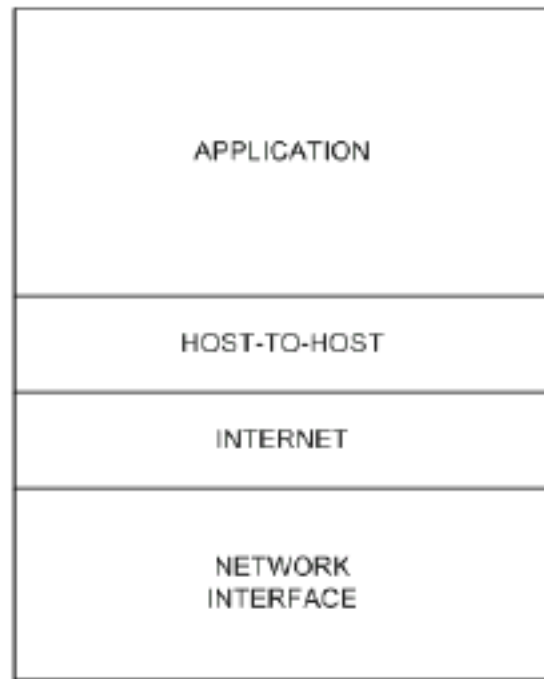 APPLICATION
HOST-TO-HOST
INTERNET
NETWORK
INTERFACE